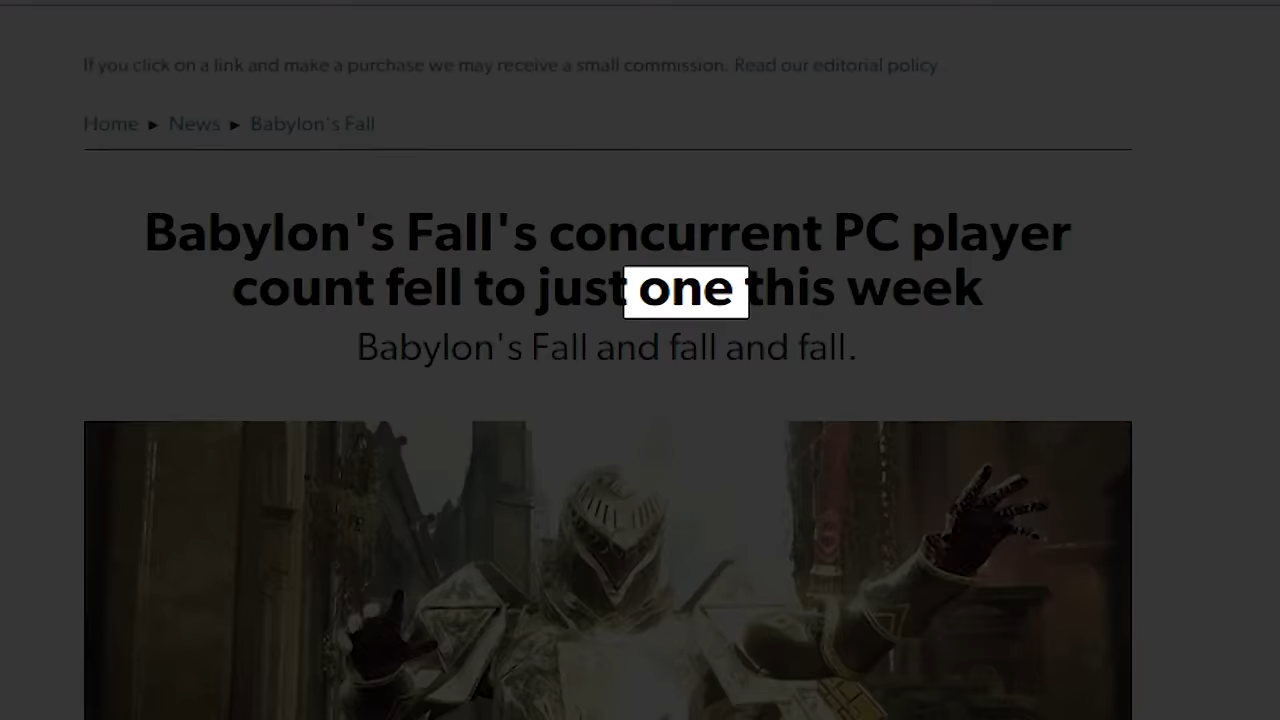 If you click on a link and make a purchase we may receive a small commission. Read our editorial policy.
Home ▸ News ▸ Babylon's Fall
Babylon's Fall's concurrent PC player
count fell to just one this week
Babylon's Fall and fall and fall.